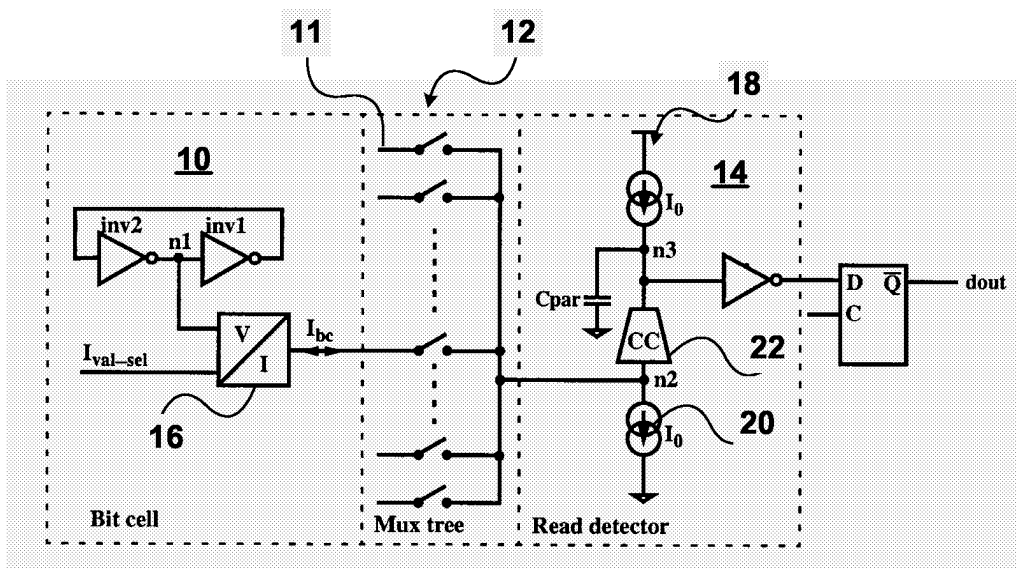 11
12
18
10
14
inv2
n1
inv1
I0
n3
Cpar
D
Q̅
dout
C
V
I
Ibc
CC
Ival–sel
22
n2
16
I0
20
Bit cell
Mux tree
Read detector